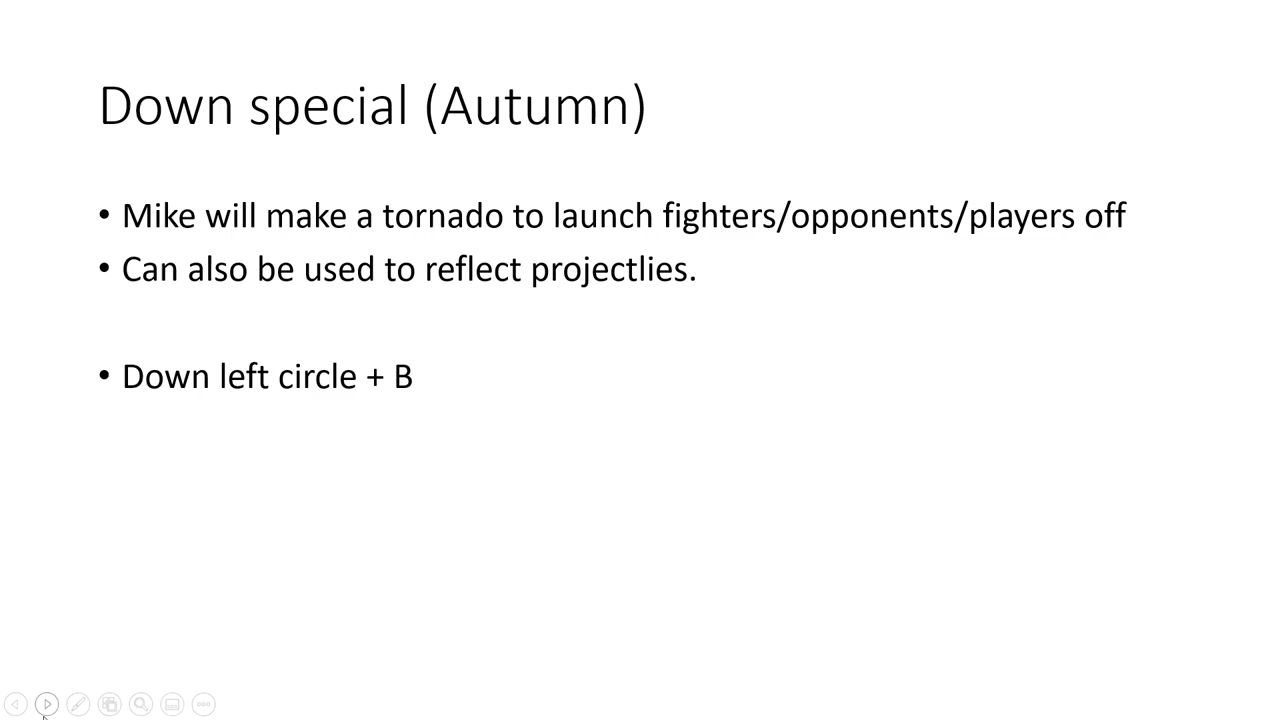 Down special (Autumn)
• Mike will make a tornado to launch fighters/opponents/players off
• Can also be used to reflect projectlies.
• Down left circle + B